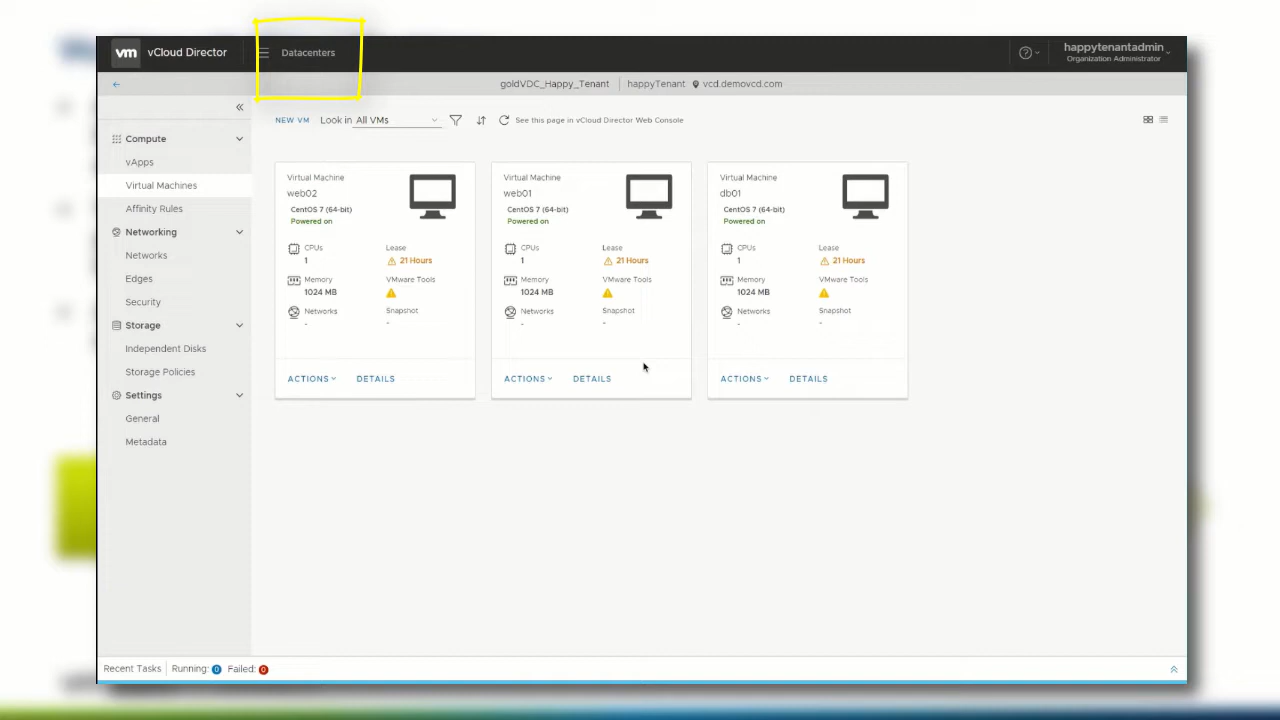 vm vCloud Director Datacenters happytenantadmin
Organization Administrator
goldVDC_Happy_Tenant happyTenant vcd.demovcd.com
NEW VM Look in All VMs See this page in vCloud Director Web Console
Compute
vApps
Virtual Machines
Affinity Rules
Networking
Networks
Edges
Security
Storage
Independent Disks
Storage Policies
Settings
General
Metadata
Virtual Machine
web02
CentOS 7 (64-bit)
Powered on
CPUs Lease
1 21 Hours
Memory VMware Tools
1024 MB
Networks Snapshot
- -
ACTIONS DETAILS
Virtual Machine
web01
CentOS 7 (64-bit)
Powered on
CPUs Lease
1 21 Hours
Memory VMware Tools
1024 MB
Networks Snapshot
- -
ACTIONS DETAILS
Virtual Machine
db01
CentOS 7 (64-bit)
Powered on
CPUs Lease
1 21 Hours
Memory VMware Tools
1024 MB
Networks Snapshot
- -
ACTIONS DETAILS
Recent Tasks Running: 0 Failed: 0